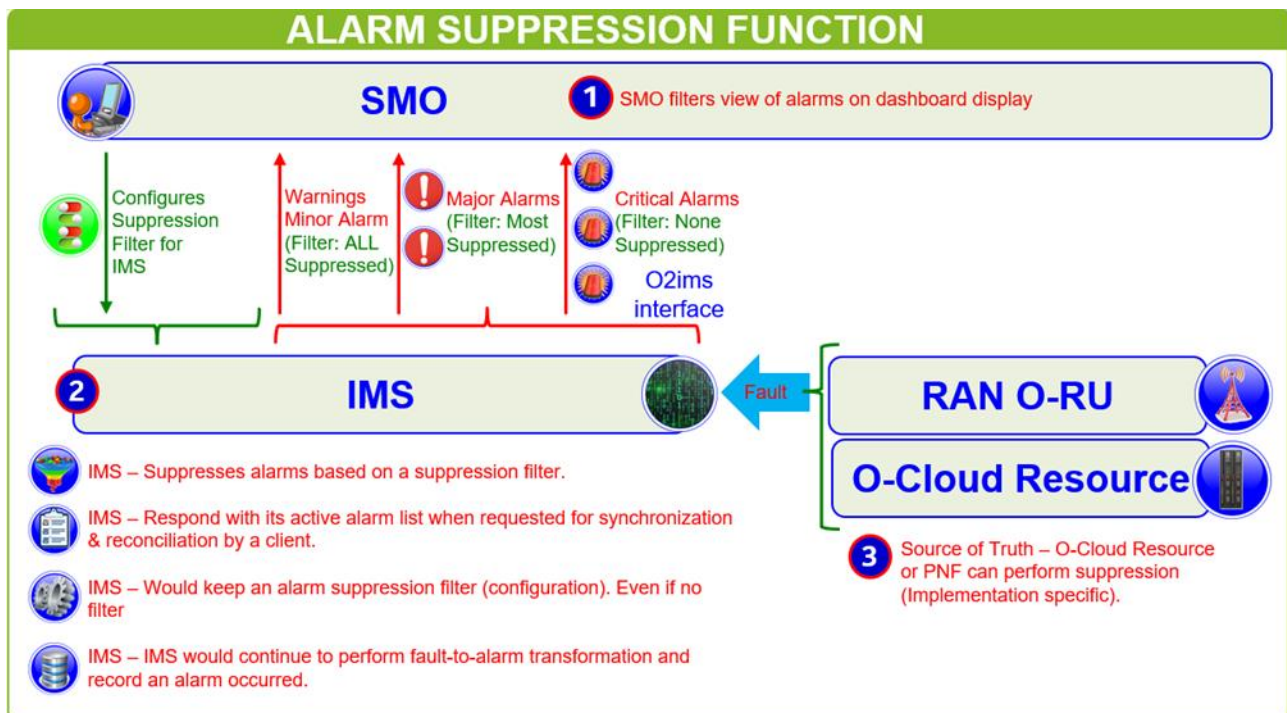 ALARM SUPPRESSION FUNCTION
SMO
1
SMO filters view of alarms on dashboard display
Configures
Suppression
Filter for
IMS
Warnings
Minor Alarm
(Filter: ALL
Suppressed)
Major Alarms
(Filter: Most
Suppressed)
Critical Alarms
(Filter: None
Suppressed)
O2ims
interface
2
IMS
Fault
RAN O-RU
O-Cloud Resource
IMS – Suppresses alarms based on a suppression filter.
IMS – Respond with its active alarm list when requested for synchronization
& reconciliation by a client.
IMS – Would keep an alarm suppression filter (configuration). Even if no
filter
IMS – IMS would continue to perform fault-to-alarm transformation and
record an alarm occurred.
3
Source of Truth – O-Cloud Resource
or PNF can perform suppression
(Implementation specific).